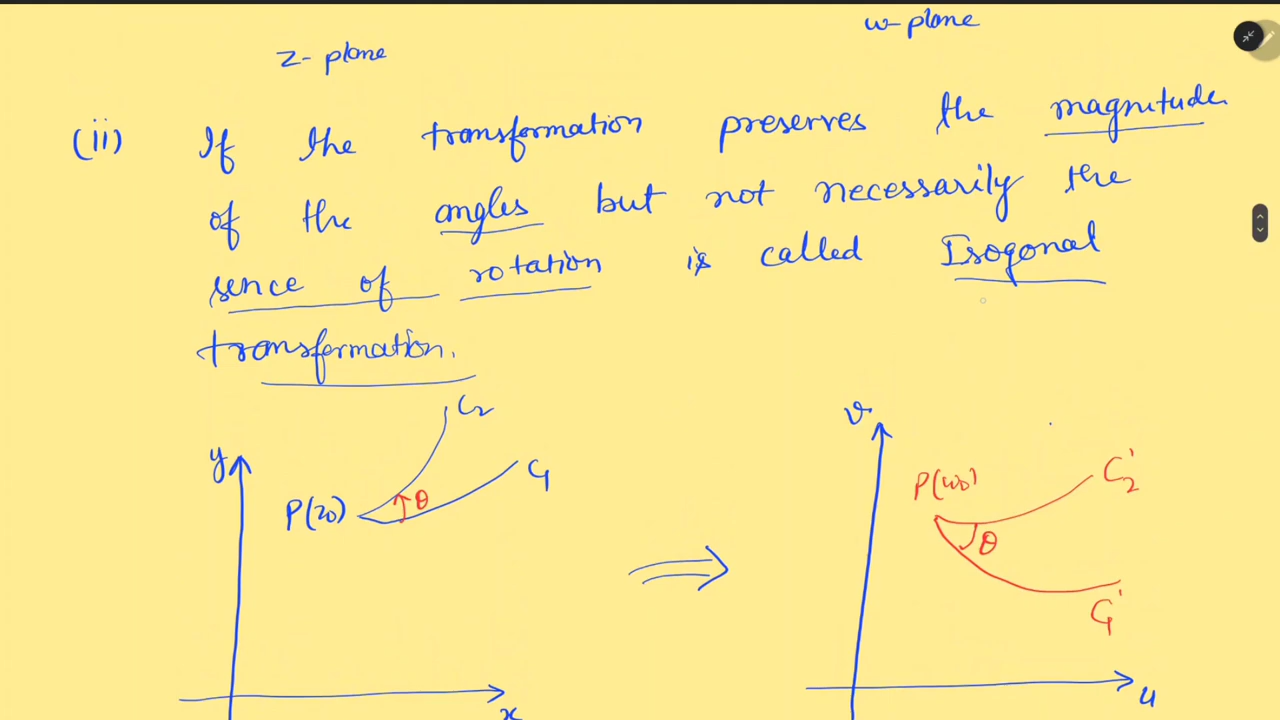 z-plane
w-plane
(ii) If the transformation preserves the magnitude
of the angles but not necessarily the
sence of rotation is called Isogonal
transformation.
C2
y
C1
P(z0)
θ
x
v
P(w0)
C2'
θ
C1'
u